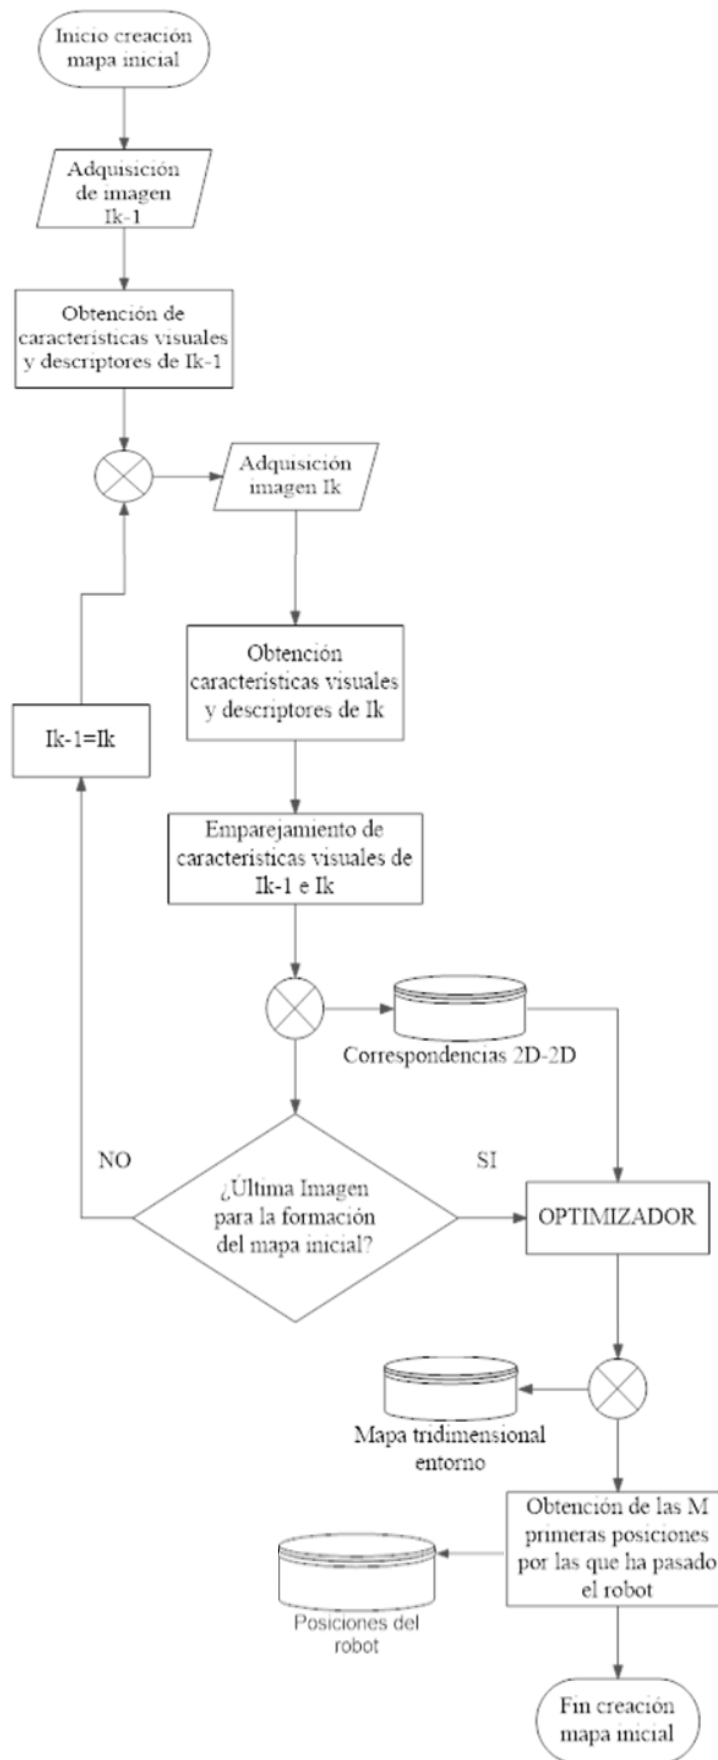 Inicio creación
mapa inicial
Adquisición
de imagen
Ik-1
Obtención de
características visuales
y descriptores de Ik-1
Adquisición
imagen Ik
Obtención
características visuales
y descriptores de Ik
Ik-1=Ik
Emparejamiento de
características visuales de
Ik-1 e Ik
Correspondencias 2D-2D
NO
SI
¿Última Imagen
para la formación
del mapa inicial?
OPTIMIZADOR
Mapa tridimensional
entorno
Obtención de las M
primeras posiciones
por las que ha pasado
el robot
Posiciones del
robot
Fin creación
mapa inicial